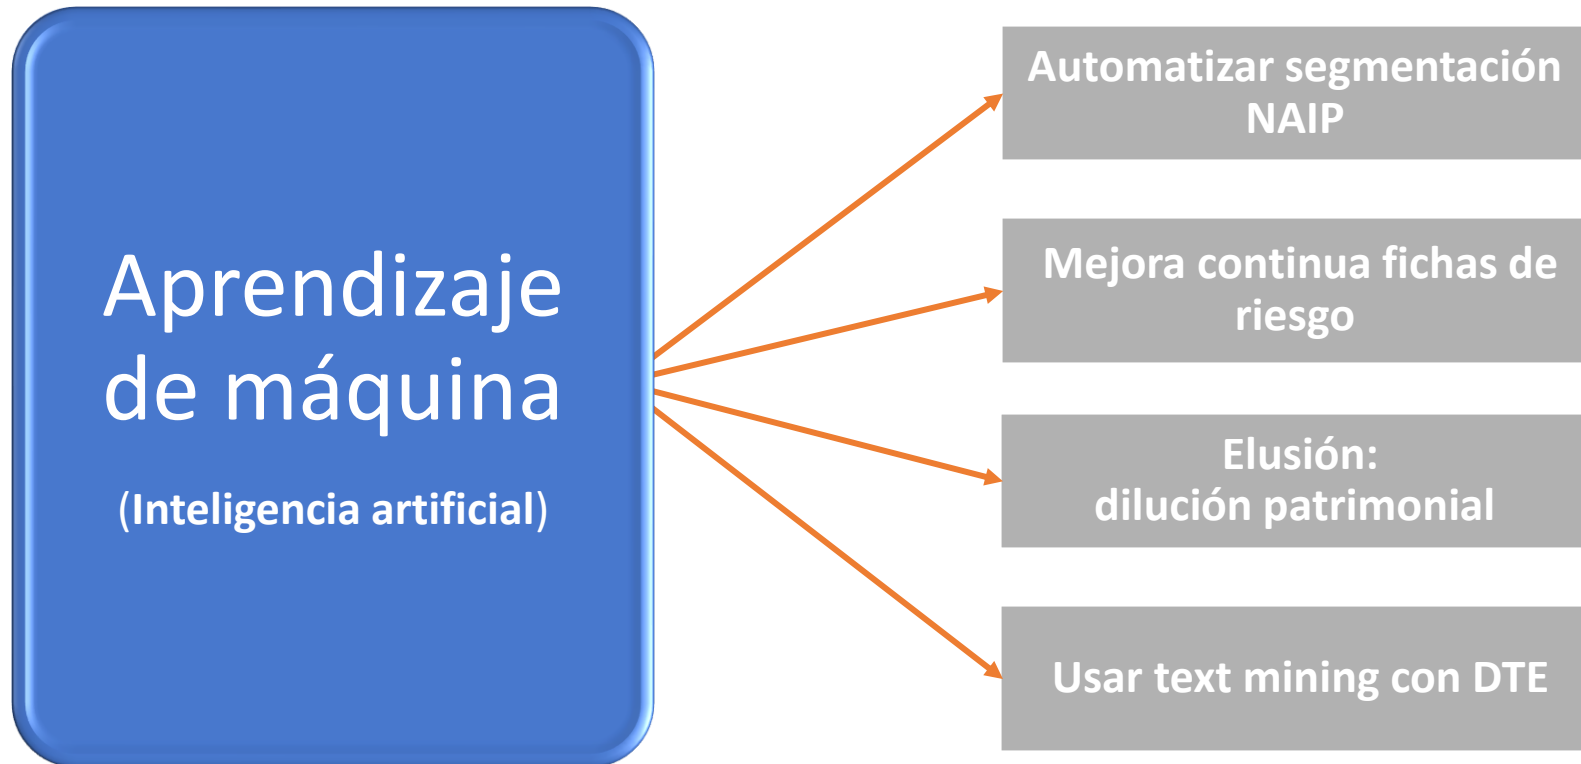 Aprendizaje
de máquina
(Inteligencia artificial)
Automatizar segmentación
NAIP
Mejora continua fichas de
riesgo
Elusión:
dilución patrimonial
Usar text mining con DTE